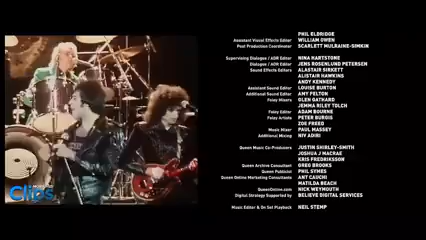 PHIL ELDRIDGE
Assistant Visual Effects Editor WILLIAM OWEN
Post Production Coordinator SCARLETT MULRAINE-SIMKIN
Supervising Dialogue / ADR Editor NINA HARTSTONE
Dialogue / ADR Editor JENS ROSENLUND PETERSEN
Sound Effects Editors ALASTAIR SIRKETT
ALISTAIR HAWKINS
ANDY KENNEDY
Assistant Sound Editor LOUISE BURTON
Additional Sound Editor AMY FELTON
Foley Mixers GLEN GATHARD
JEMMA RILEY TOLCH
Foley Editor ADAM BOURNE
Foley Artists PETER BURGIS
ZOE FREED
Music Mixer PAUL MASSEY
Additional Mixing NIV ADIRI
Queen Music Co-Producers JUSTIN SHIRLEY-SMITH
JOSHUA J MACRAE
KRIS FREDRIKSSON
Queen Archive Consultant GREG BROOKS
Queen Publicist PHIL SYMES
Queen Online Marketing Consultants ANT CAUCHI
MATILDA BEACH
QueenOnline.com NICK WEYMOUTH
Digital Strategy Supported by BELIEVE DIGITAL SERVICES
Music Editor & On Set Playback NEIL STEMP
Clips